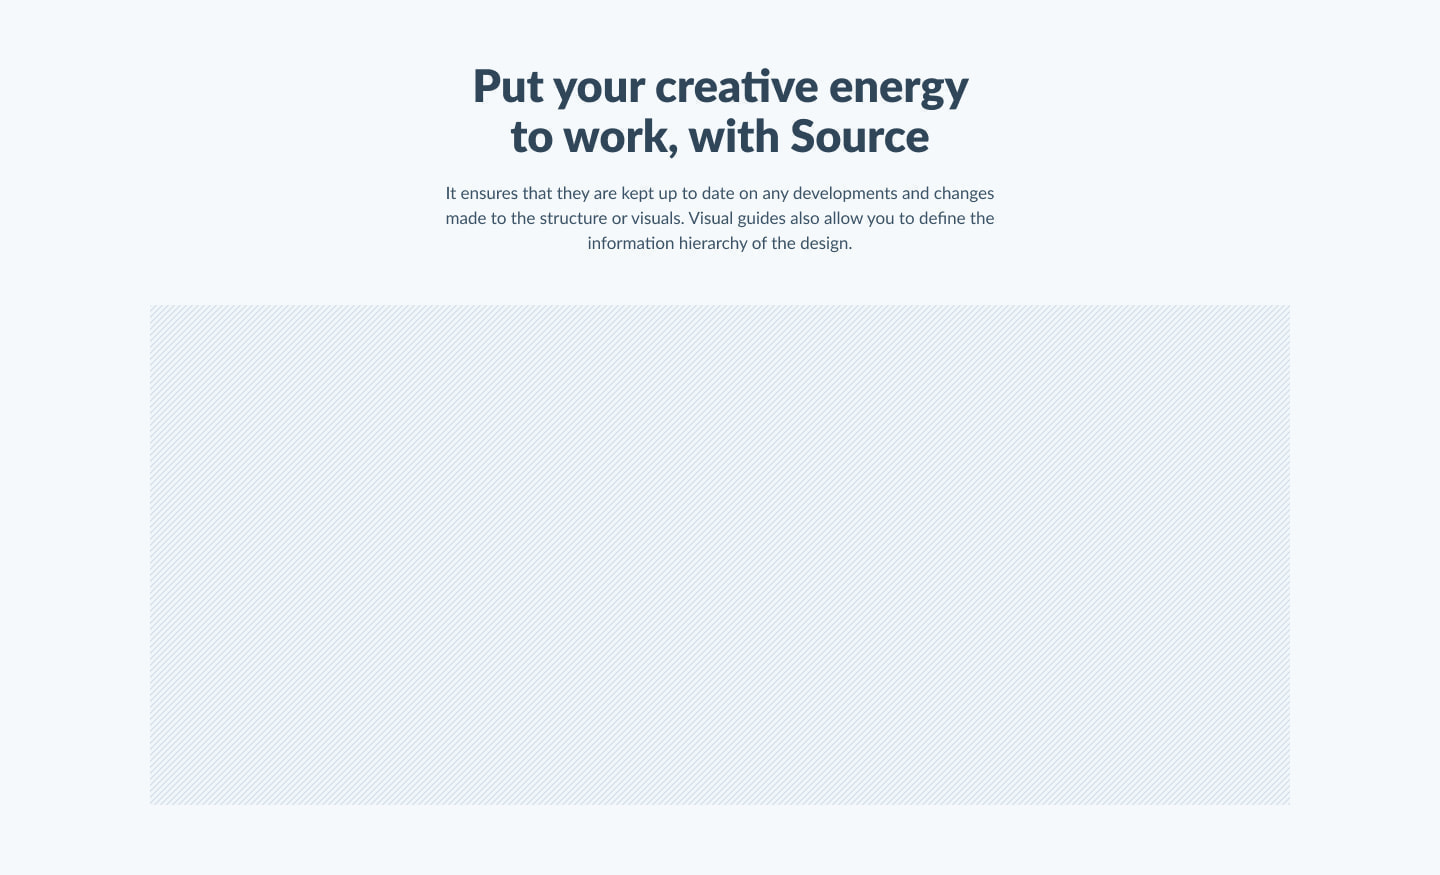 Put your creative energy
to work, with Source
It ensures that they are kept up to date on any developments and changes
made to the structure or visuals. Visual guides also allow you to define the
information hierarchy of the design.